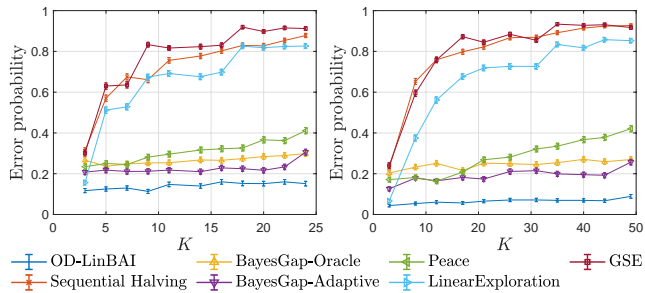 1
0.8
0.6
0.4
0.2
0
Error probability
0 5 10 15 20 25
K
1
0.8
0.6
0.4
0.2
0
Error probability
0 10 20 30 40 50
K
OD-LinBAI BayesGap-Oracle Peace GSE
Sequential Halving BayesGap-Adaptive LinearExploration